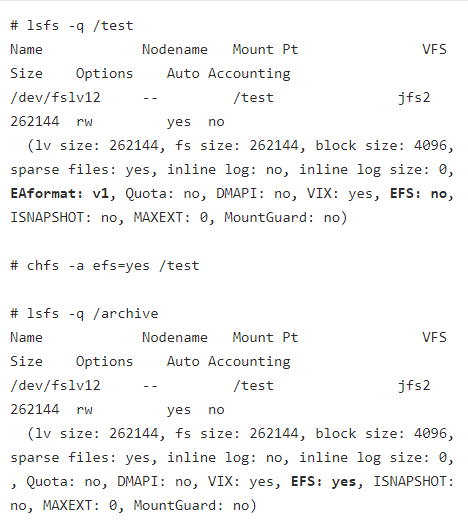 # lsfs -q /test
Name            Nodename   Mount Pt               VFS
Size    Options    Auto Accounting
/dev/fslv12     --         /test                  jfs2
262144  rw         yes  no
  (lv size: 262144, fs size: 262144, block size: 4096,
sparse files: yes, inline log: no, inline log size: 0,
EAformat: v1, Quota: no, DMAPI: no, VIX: yes, EFS: no,
ISNAPSHOT: no, MAXEXT: 0, MountGuard: no)

# chfs -a efs=yes /test

# lsfs -q /archive
Name            Nodename   Mount Pt               VFS
Size    Options    Auto Accounting
/dev/fslv12     --         /test                  jfs2
262144  rw         yes  no
  (lv size: 262144, fs size: 262144, block size: 4096,
sparse files: yes, inline log: no, inline log size: 0,
, Quota: no, DMAPI: no, VIX: yes, EFS: yes, ISNAPSHOT:
no, MAXEXT: 0, MountGuard: no)